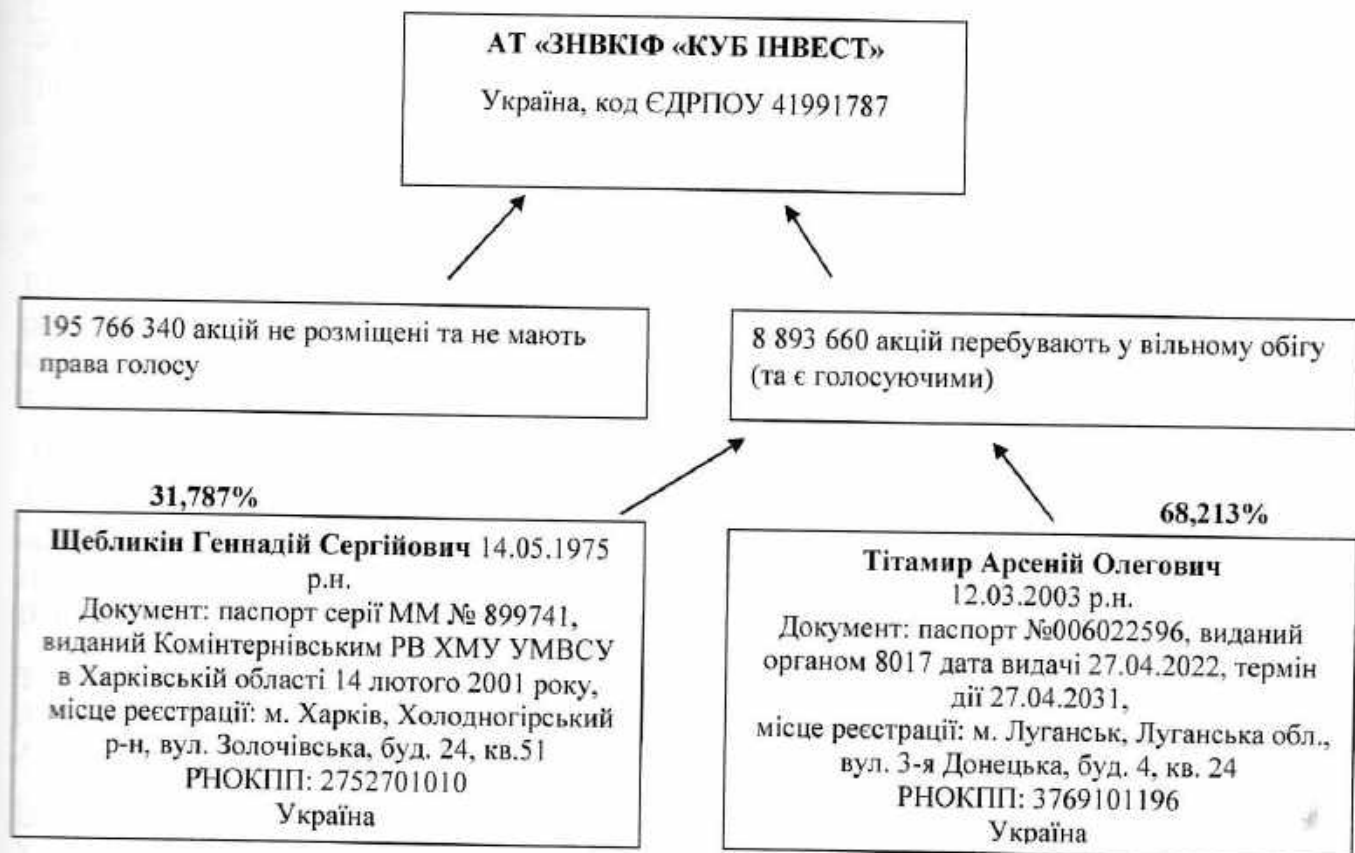 АТ «ЗНВКІФ «КУБ ІНВЕСТ»
Україна, код ЄДРПОУ 41991787
195 766 340 акцій не розміщені та не мають
права голосу
8 893 660 акцій перебувають у вільному обігу
(та є голосуючими)
31,787%
Щебликін Геннадій Сергійович 14.05.1975
р.н.
Документ: паспорт серії ММ № 899741,
виданий Комінтернівським РВ ХМУ УМВСУ
в Харківській області 14 лютого 2001 року,
місце реєстрації: м. Харків, Холодногірський
р-н, вул. Золочівська, буд. 24, кв.51
РНОКПП: 2752701010
Україна
68,213%
Тітамир Арсеній Олегович
12.03.2003 р.н.
Документ: паспорт №006022596, виданий
органом 8017 дата видачі 27.04.2022, термін
дії 27.04.2031,
місце реєстрації: м. Луганськ, Луганська обл.,
вул. 3-я Донецька, буд. 4, кв. 24
РНОКПП: 3769101196
Україна